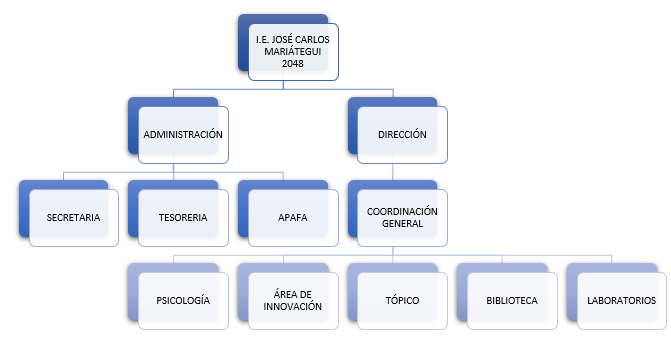 I.E. JOSÉ CARLOS
MARIÁTEGUI
2048
ADMINISTRACIÓN
DIRECCIÓN
SECRETARIA
TESORERIA
APAFA
COORDINACIÓN
GENERAL
PSICOLOGÍA
ÁREA DE
INNOVACIÓN
TÓPICO
BIBLIOTECA
LABORATORIOS